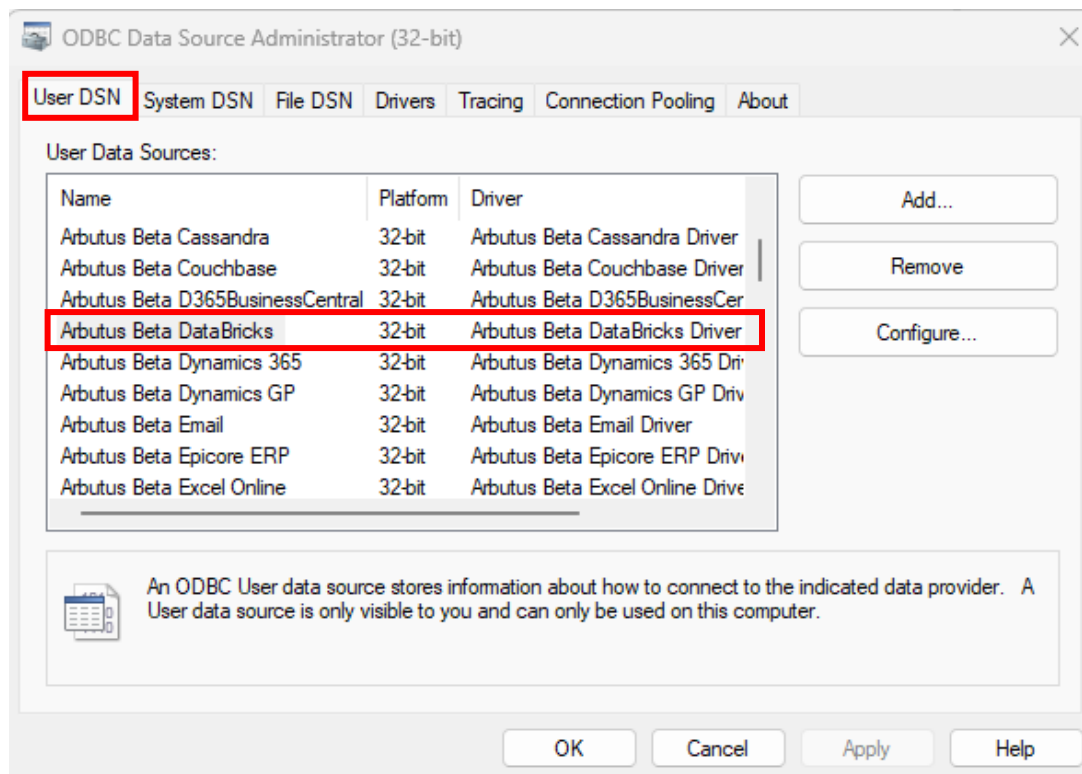 ODBC Data Source Administrator (32-bit)
User DSN System DSN File DSN Drivers Tracing Connection Pooling About
User Data Sources:
Name Platform Driver
Arbutus Beta Cassandra 32-bit Arbutus Beta Cassandra Driver
Arbutus Beta Couchbase 32-bit Arbutus Beta Couchbase Driver
Arbutus Beta D365BusinessCentral 32-bit Arbutus Beta D365BusinessCer
Arbutus Beta DataBricks 32-bit Arbutus Beta DataBricks Driver
Arbutus Beta Dynamics 365 32-bit Arbutus Beta Dynamics 365 Driv
Arbutus Beta Dynamics GP 32-bit Arbutus Beta Dynamics GP Driv
Arbutus Beta Email 32-bit Arbutus Beta Email Driver
Arbutus Beta Epicore ERP 32-bit Arbutus Beta Epicore ERP Drive
Arbutus Beta Excel Online 32-bit Arbutus Beta Excel Online Drive
Add...
Remove
Configure...
An ODBC User data source stores information about how to connect to the indicated data provider. A
User data source is only visible to you and can only be used on this computer.
OK Cancel Apply Help